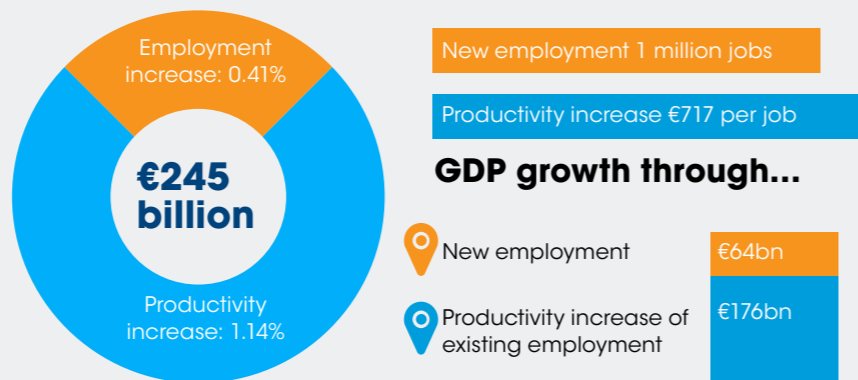 Employment
increase: 0.41%
€245
billion
Productivity
increase: 1.14%
New employment 1 million jobs
Productivity increase €717 per job
GDP growth through...
New employment
€64bn
Productivity increase of
existing employment
€176bn